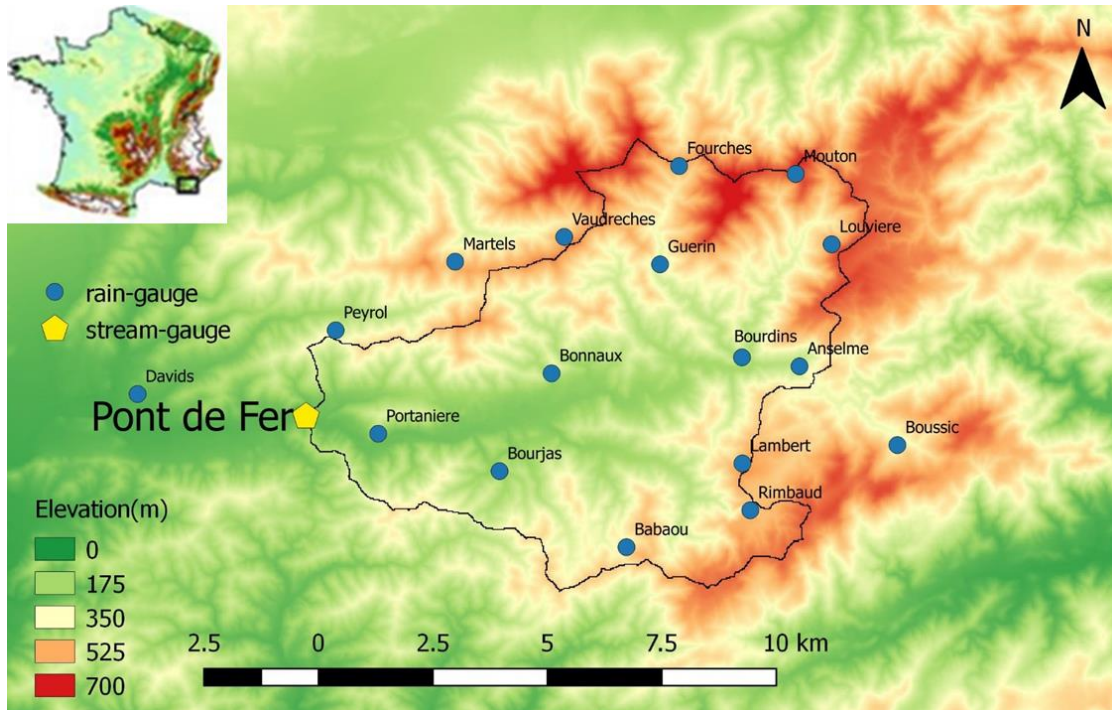 N
Fourches
Mouton
Vaudreches
Louviere
Martels
Guerin
rain-gauge
Peyrol
stream-gauge
Bourdins
Anselme
Bonnaux
Davids
Pont de Fer
Portaniere
Boussic
Lambert
Bourjas
Rimbaud
Elevation(m)
Babaou
0
175
350
525
700
2.5 0 2.5 5 7.5 10 km